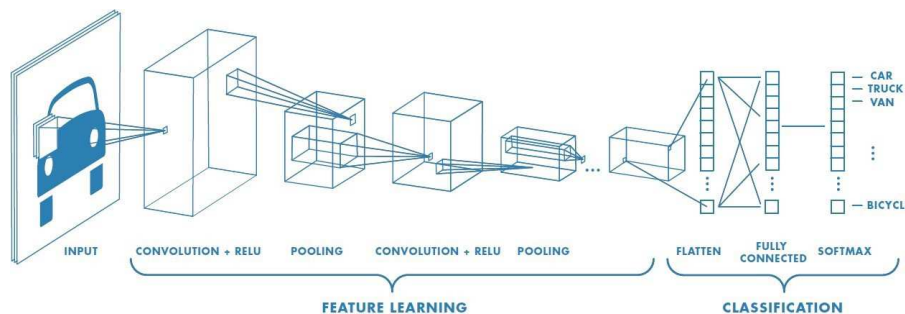 CAR
TRUCK
VAN
BICYCL
INPUT
CONVOLUTION + RELU
POOLING
CONVOLUTION + RELU
POOLING
FLATTEN
FULLY
CONNECTED
SOFTMAX
FEATURE LEARNING
CLASSIFICATION